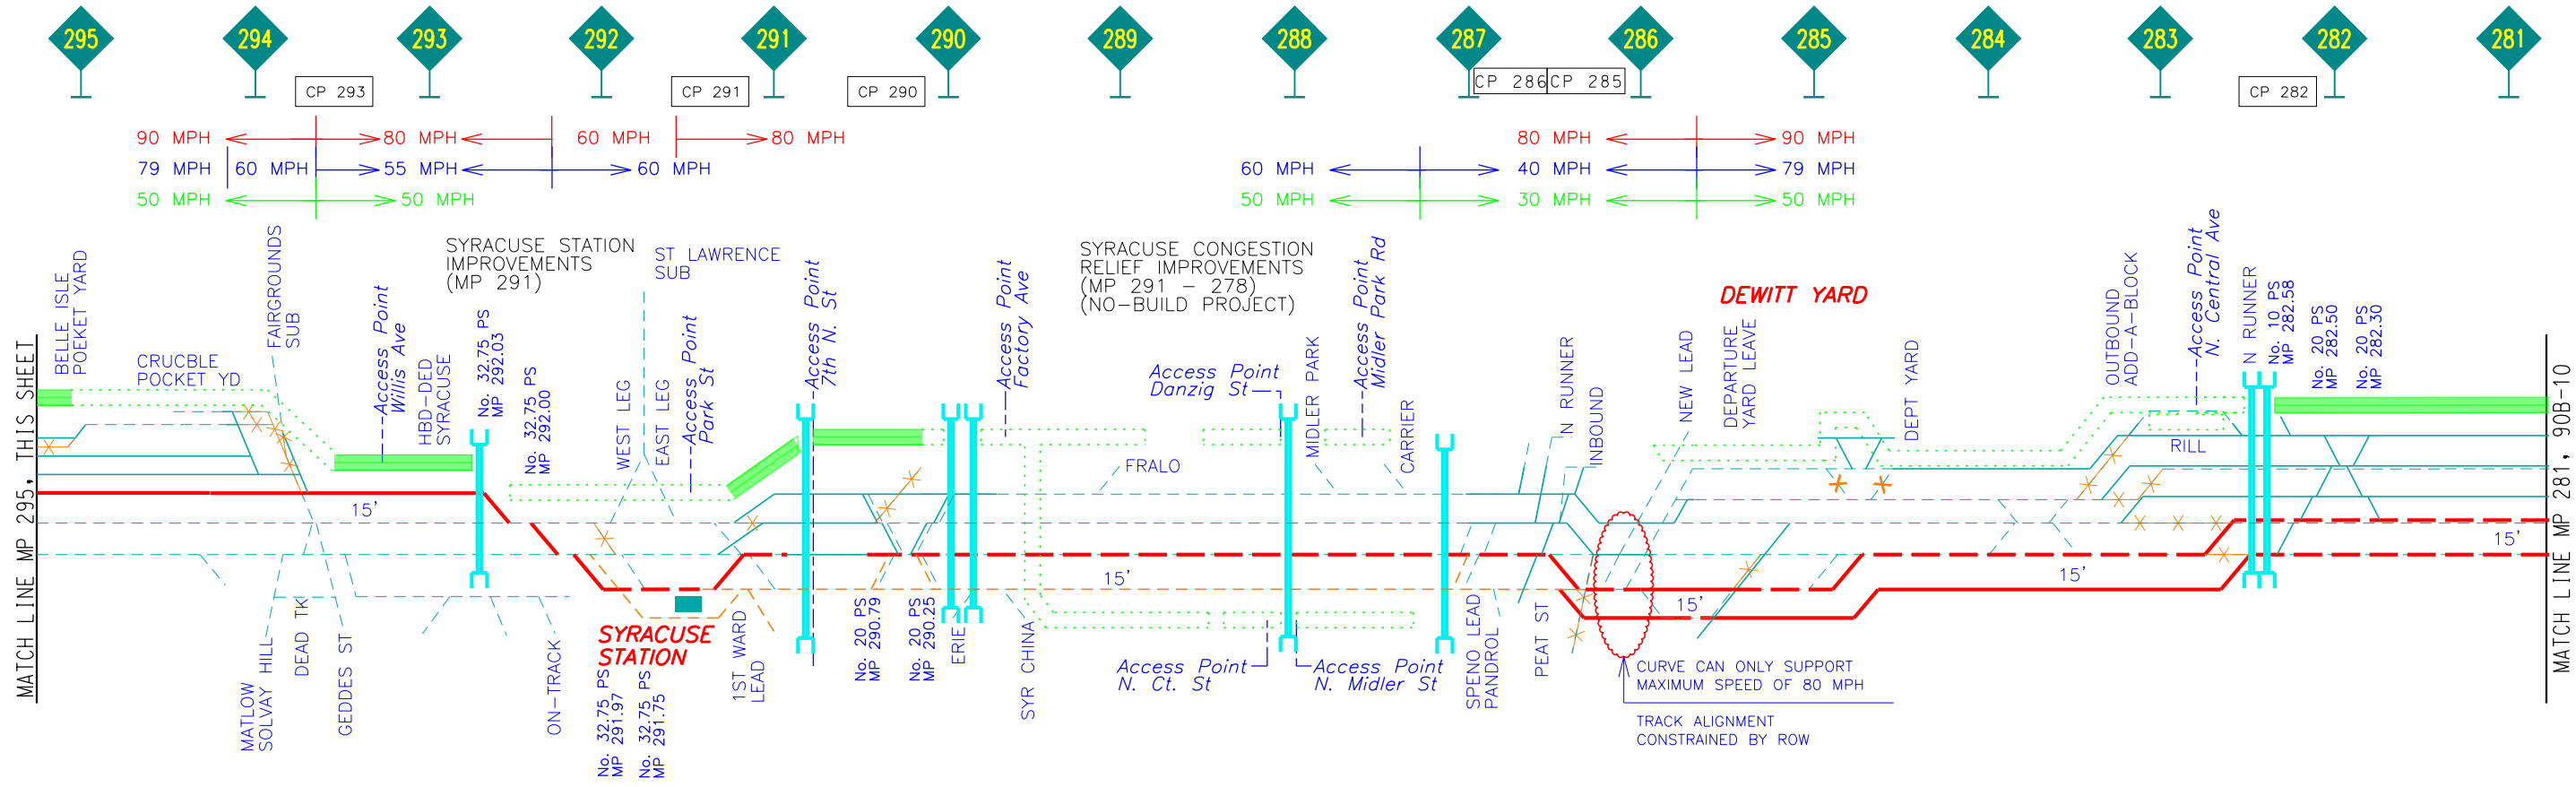 295
294
293
292
291
290
289
288
287
286
285
284
283
282
281
CP 293
CP 291
CP 290
CP 286
CP 285
CP 282
90 MPH
80 MPH
60 MPH
80 MPH
80 MPH
90 MPH
79 MPH
60 MPH
55 MPH
60 MPH
60 MPH
40 MPH
79 MPH
50 MPH
50 MPH
50 MPH
30 MPH
50 MPH
MATCH LINE MP 295, THIS SHEET
BELLE ISLE
POEKET YARD
CRUCBLE
POCKET YD
FAIRGROUNDS
SUB
Access Point
Willis Ave
HBD-DED
SYRACUSE
SYRACUSE STATION
IMPROVEMENTS
(MP 291)
No. 32.75 PS
MP 292.03
No. 32.75 PS
MP 292.00
ST LAWRENCE
SUB
WEST LEG
EAST LEG
Access Point
Park St
Access Point
7th N. St
Access Point
Factory Ave
SYRACUSE CONGESTION
RELIEF IMPROVEMENTS
(MP 291 - 278)
(NO-BUILD PROJECT)
FRALO
Access Point
Danzig St
MIDLER PARK
Access Point
Midler Park Rd
CARRIER
N RUNNER
INBOUND
NEW LEAD
DEPARTURE
YARD LEAVE
DEWITT YARD
DEPT YARD
OUTBOUND
ADD-A-BLOCK
Access Point
N. Central Ave
RILL
N RUNNER
No. 10 PS
MP 282.58
No. 20 PS
MP 282.50
No. 20 PS
MP 282.30
15'
15'
15'
15'
15'
MATLOW
SOLVAY HILL
DEAD TK
GEDDES ST
ON-TRACK
SYRACUSE
STATION
No. 32.75 PS
MP 291.97
No. 32.75 PS
MP 291.75
1ST WARD
LEAD
No. 20 PS
MP 290.79
No. 20 PS
MP 290.25
ERIE
SYR CHINA
Access Point
N. Ct. St
Access Point
N. Midler St
SPENO LEAD
PANDROL
PEAT ST
CURVE CAN ONLY SUPPORT
MAXIMUM SPEED OF 80 MPH
TRACK ALIGNMENT
CONSTRAINED BY ROW
MATCH LINE MP 281, 90B-10